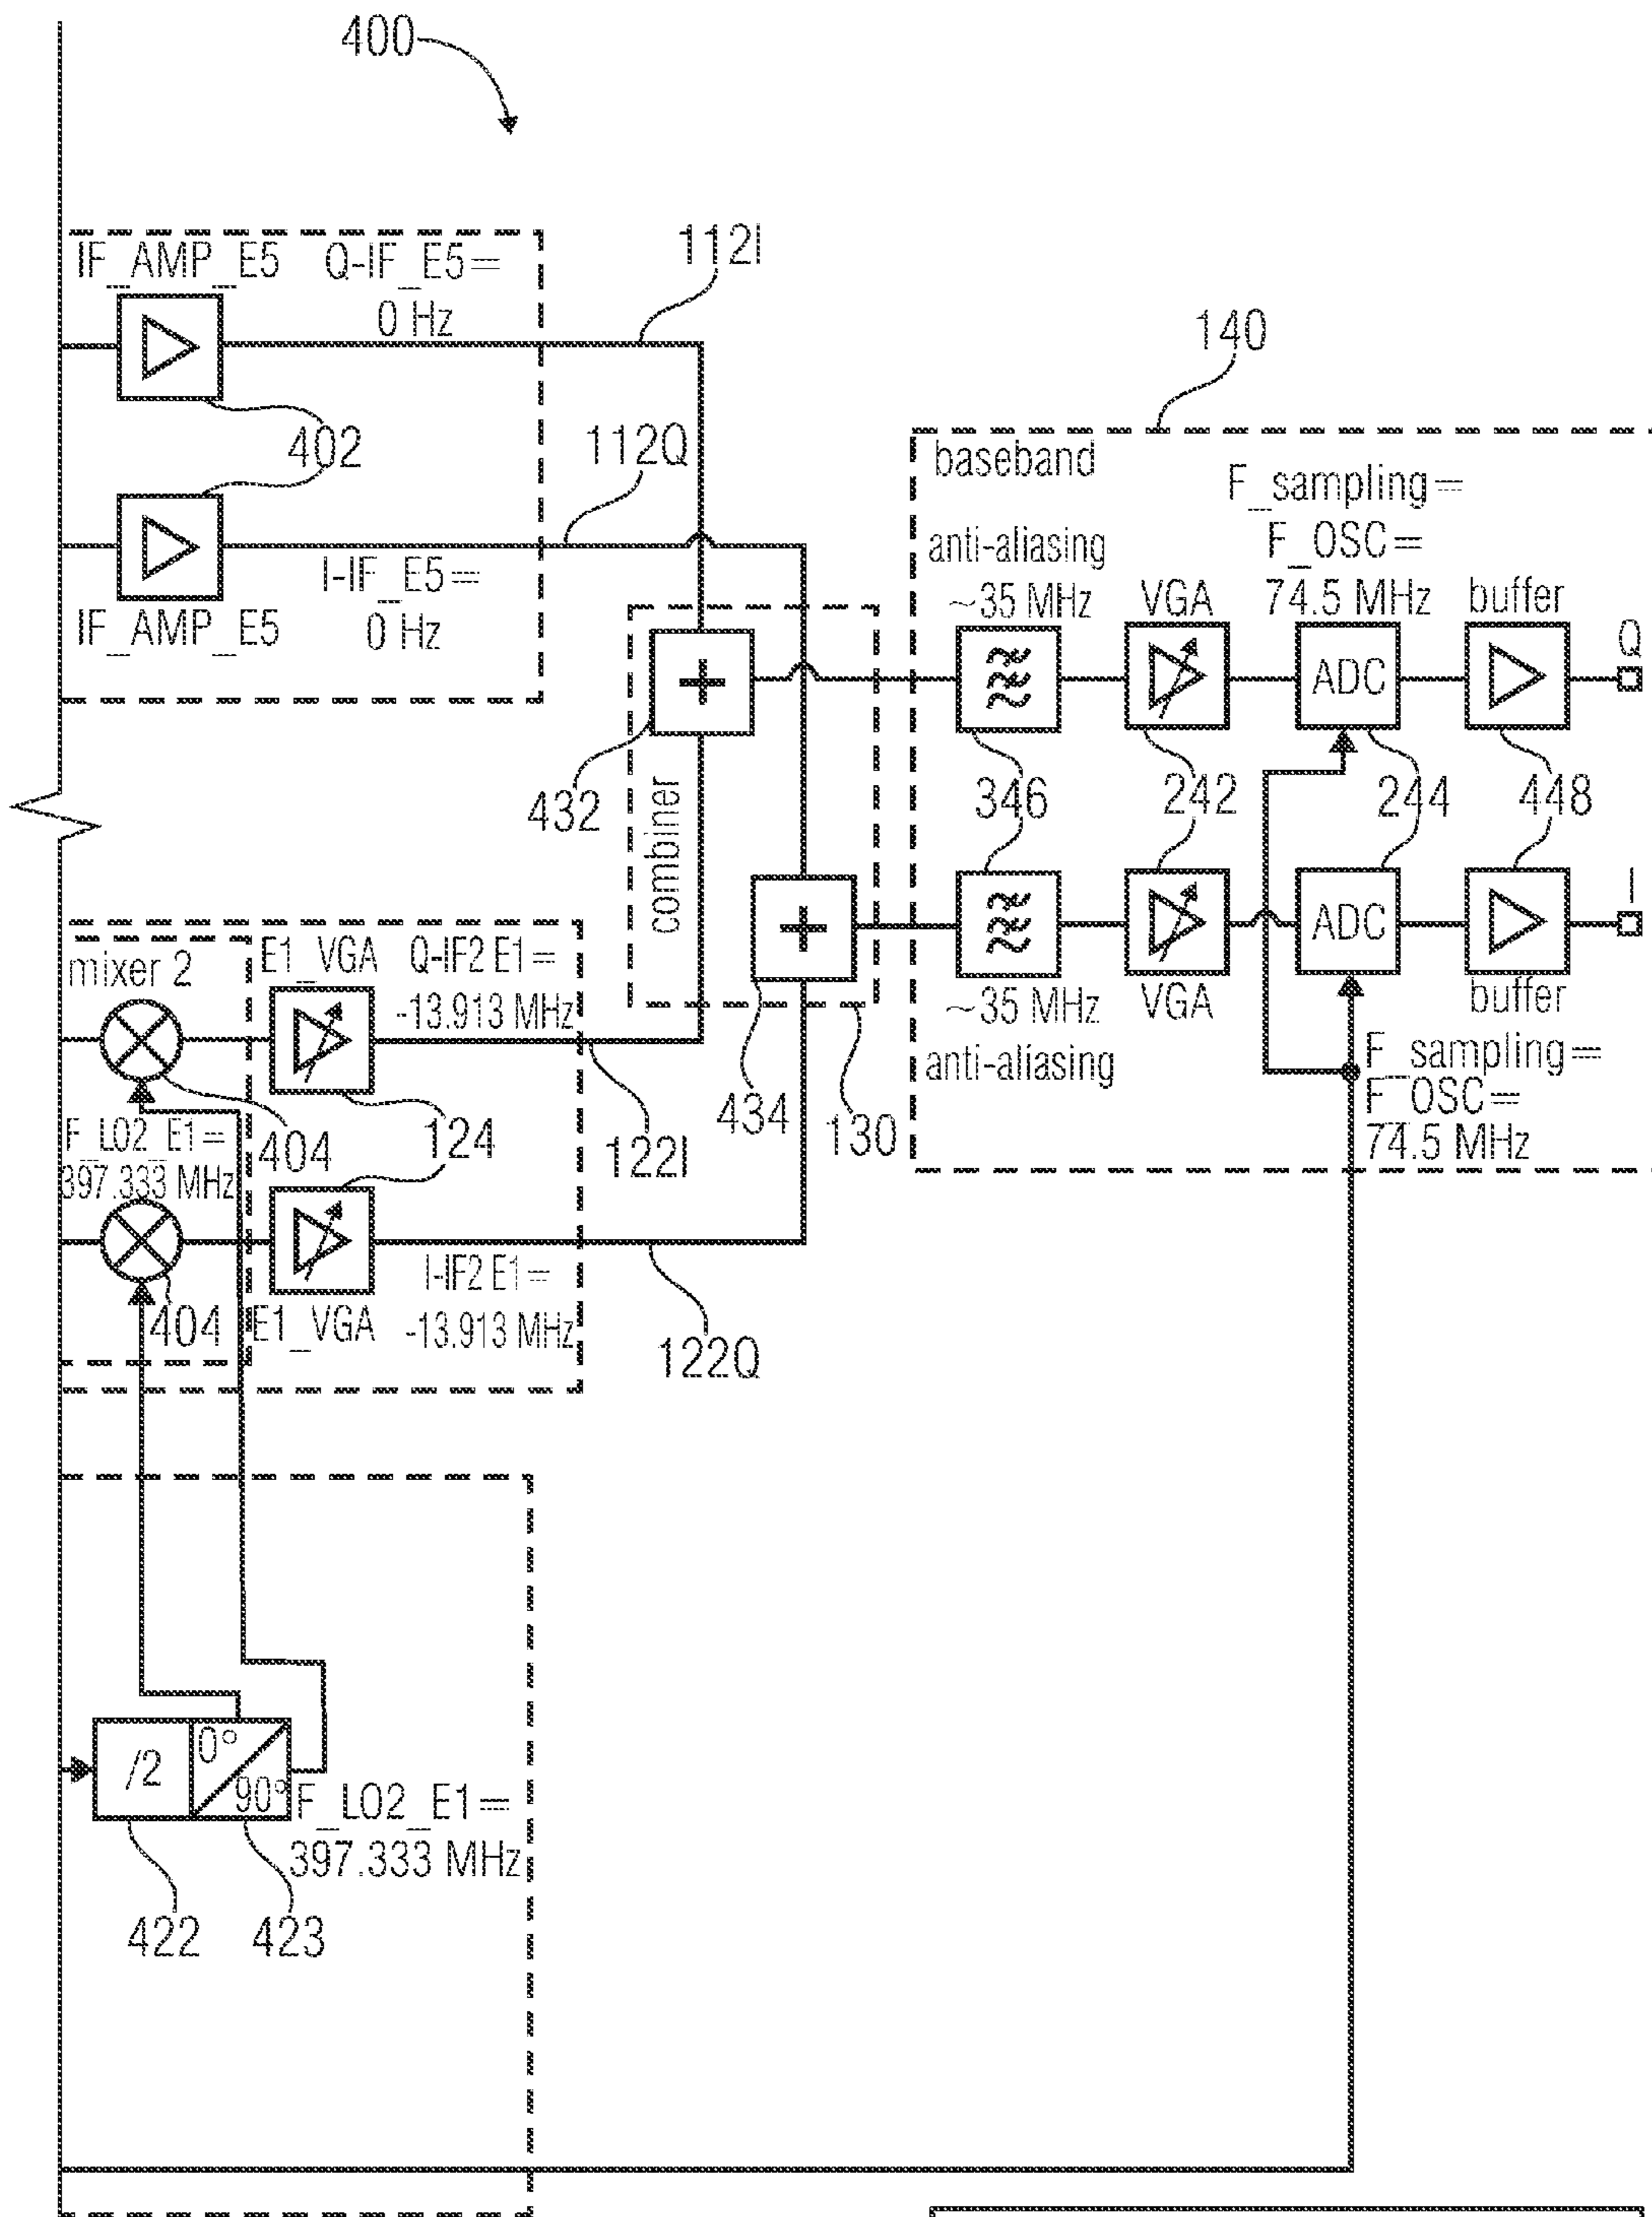 400
IF_AMP_E5
Q-IF_E5=
0 Hz
112I
402
112Q
IF_AMP_E5
I-IF_E5=
0 Hz
140
baseband
anti-aliasing
~35 MHz
VGA
F_sampling=
F_OSC=
74.5 MHz
buffer
Q
ADC
432
combiner
346
242
244
448
I
ADC
~35 MHz
anti-aliasing
VGA
buffer
F_sampling=
F_OSC=
74.5 MHz
434
130
mixer 2
E1_VGA
Q-IF2 E1=
-13.913 MHz
F_LO2_E1=
397.333 MHz
404
124
122I
404
E1_VGA
I-IF2 E1=
-13.913 MHz
122Q
/2
0°
90°
F_LO2_E1=
397.333 MHz
422
423